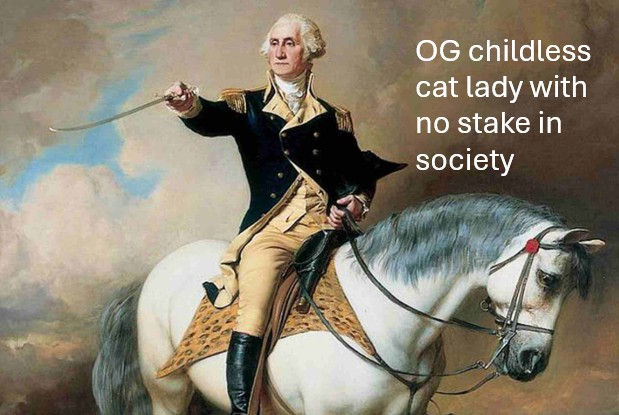 OG childless
cat lady with
no stake in
society